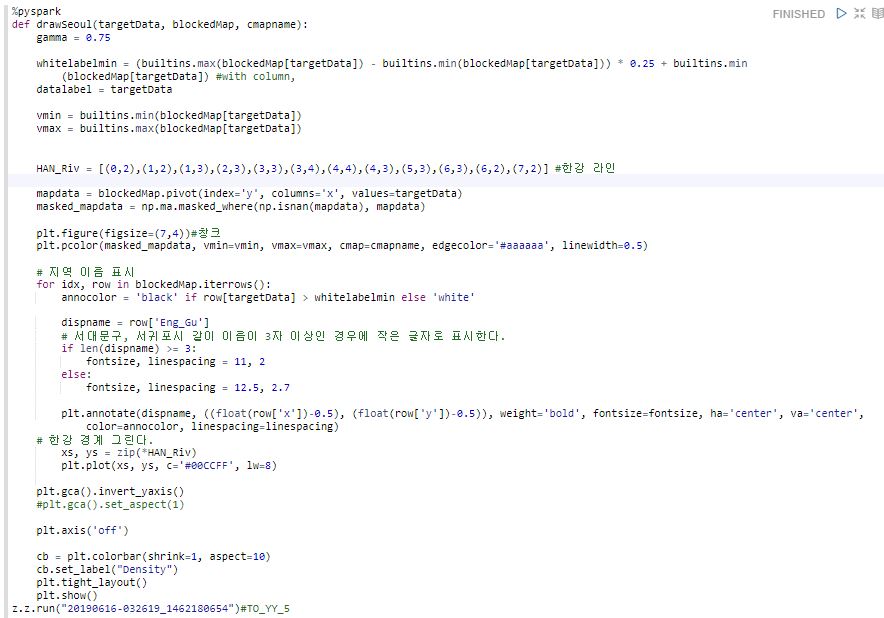 %pyspark
FINISHED
def drawSeoul(targetData, blockedMap, cmapname):
    gamma = 0.75
    whitelabelmin = (builtins.max(blockedMap[targetData]) - builtins.min(blockedMap[targetData])) * 0.25 + builtins.min
        (blockedMap[targetData]) #with column,
    datalabel = targetData
    vmin = builtins.min(blockedMap[targetData])
    vmax = builtins.max(blockedMap[targetData])
    HAN_Riv = [(0,2),(1,2),(1,3),(2,3),(3,3),(3,4),(4,4),(4,3),(5,3),(6,3),(6,2),(7,2)] #한강 라인
    mapdata = blockedMap.pivot(index='y', columns='x', values=targetData)
    masked_mapdata = np.ma.masked_where(np.isnan(mapdata), mapdata)
    plt.figure(figsize=(7,4))#창크
    plt.pcolor(masked_mapdata, vmin=vmin, vmax=vmax, cmap=cmapname, edgecolor='#aaaaaa', linewidth=0.5)
    # 지역 이음 표시
    for idx, row in blockedMap.iterrows():
        annocolor = 'black' if row[targetData] > whitelabelmin else 'white'
        dispname = row['Eng_Gu']
        # 서대문구, 서귀포시 같이 이음이 3자 이상인 경우에 작은 글자로 표시한다.
        if len(dispname) >= 3:
            fontsize, linespacing = 11, 2
        else:
            fontsize, linespacing = 12.5, 2.7
        plt.annotate(dispname, ((float(row['x'])-0.5), (float(row['y'])-0.5)), weight='bold', fontsize=fontsize, ha='center', va='center',
            color=annocolor, linespacing=linespacing)
    # 한강 경계 그린다.
        xs, ys = zip(*HAN_Riv)
        plt.plot(xs, ys, c='#00CCFF', lw=8)
    plt.gca().invert_yaxis()
    #plt.gca().set_aspect(1)
    plt.axis('off')
    cb = plt.colorbar(shrink=1, aspect=10)
    cb.set_label("Density")
    plt.tight_layout()
    plt.show()
z.z.run("20190616-032619_1462180654")#TO_YY_5